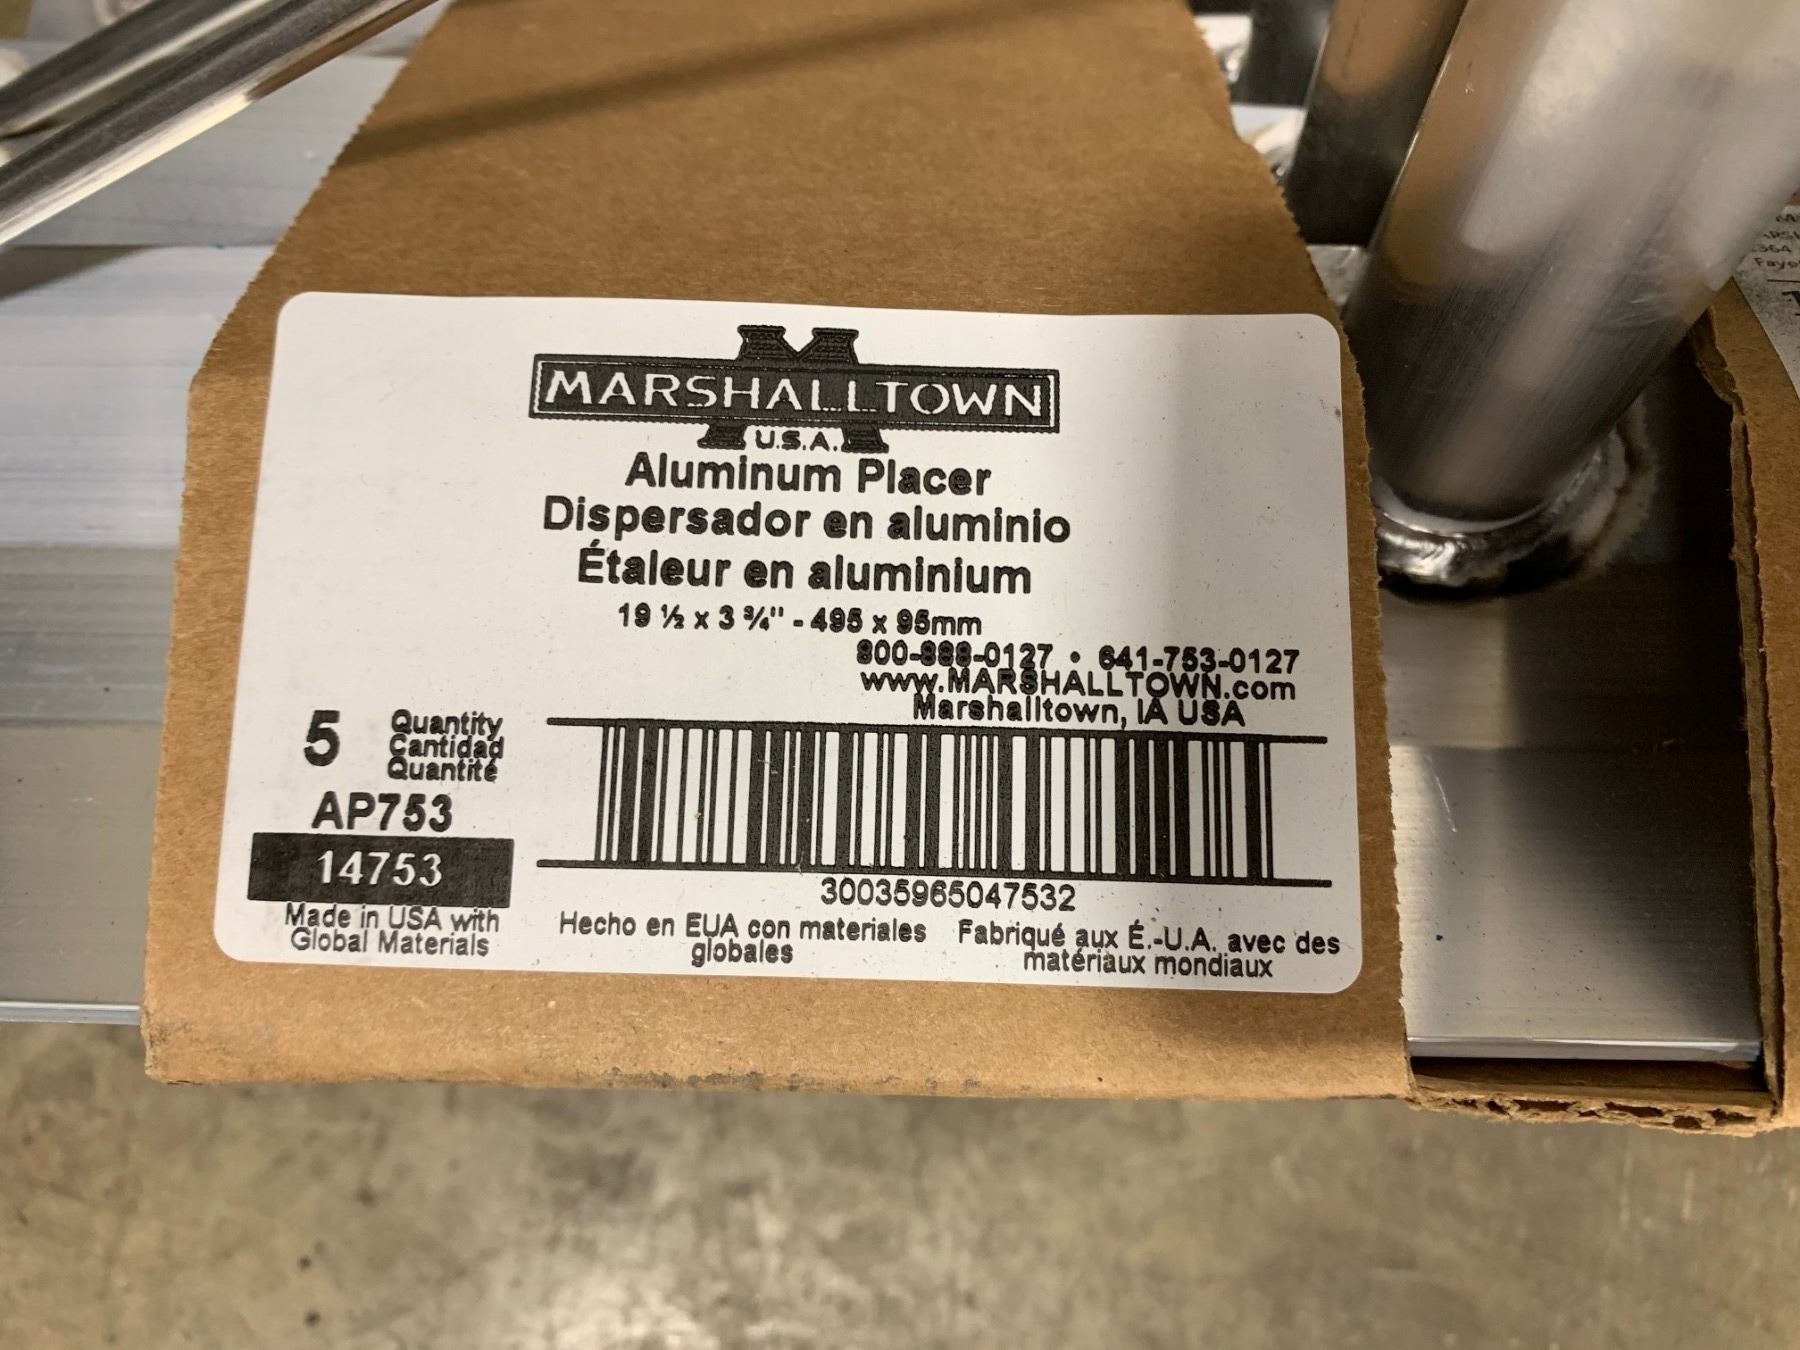 MARSHALLTOWN
U.S.A.
Aluminum Placer
Dispersador en aluminio
Étaleur en aluminium
19 ½ x 3 ¾" - 495 x 95mm
800-888-0127 • 641-753-0127
www.MARSHALLTOWN.com
Marshalltown, IA USA
5
Quantity
Cantidad
Quantité
AP753
14753
Made in USA with
Global Materials
30035965047532
Hecho en EUA con materiales
globales
Fabriqué aux É.-U.A. avec des
matériaux mondiaux